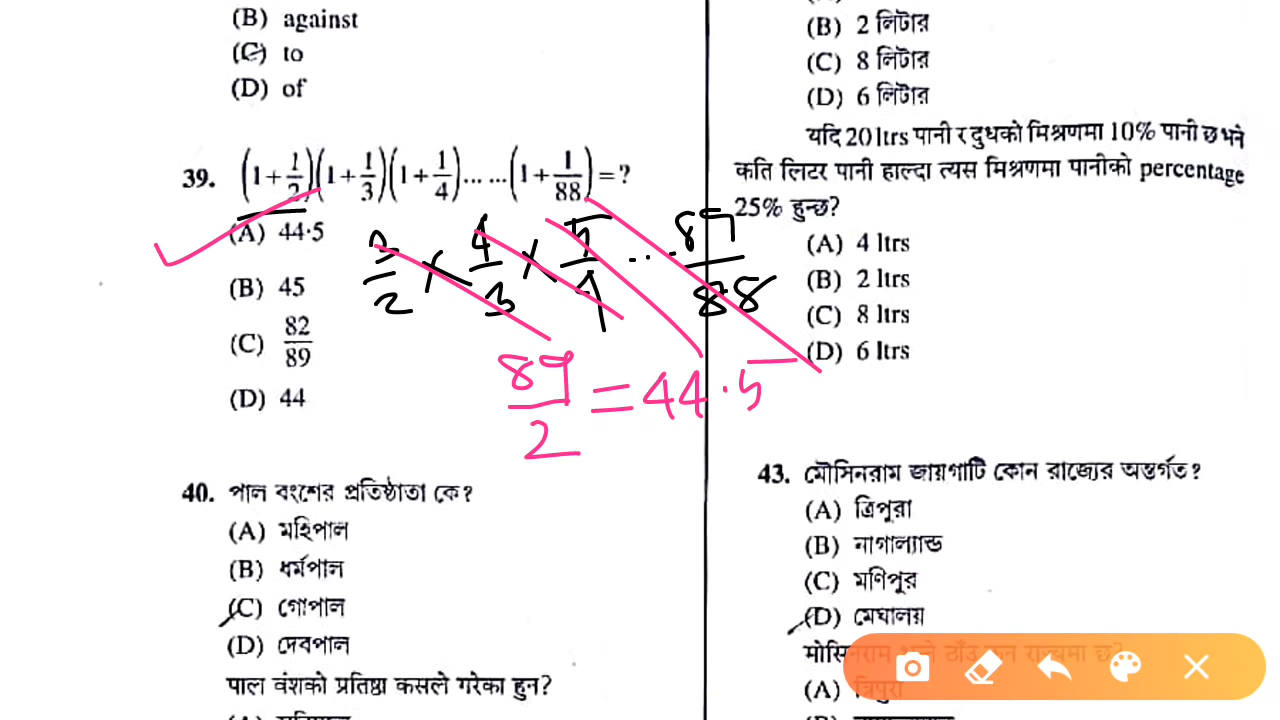 (B) against
(C) to
(D) of
39. (1 + 1/2)(1 + 1/3)(1 + 1/4)... ...(1 + 1/88) = ?
(A) 44·5
(B) 45
(C) 82/89
(D) 44
3/2 × 4/3 × 5/4 ... 89/88
89/2 = 44.5
40. পাল বংশের প্রতিষ্ঠাতা কে?
(A) মহিপাল
(B) ধর্মপাল
(C) গোপাল
(D) দেবপাল
पाल वंशको प्रतिष्ठा कसले गरेका हुन?
(B) 2 লিটার
(C) 8 লিটার
(D) 6 লিটার
यदि 20 ltrs पानी र दुधको मिश्रणमा 10% पानी छ भने
कति लिटर पानी हाल्दा त्यस मिश्रणमा पानीको percentage
25% हुन्छ?
(A) 4 ltrs
(B) 2 ltrs
(C) 8 ltrs
(D) 6 ltrs
43. মৌসিনরাম জায়গাটি কোন রাজ্যের অন্তর্গত?
(A) ত্রিপুরা
(B) নাগাল্যান্ড
(C) মণিপুর
(D) মেঘালয়
मोसिनराम
(A) त्रिपुरा